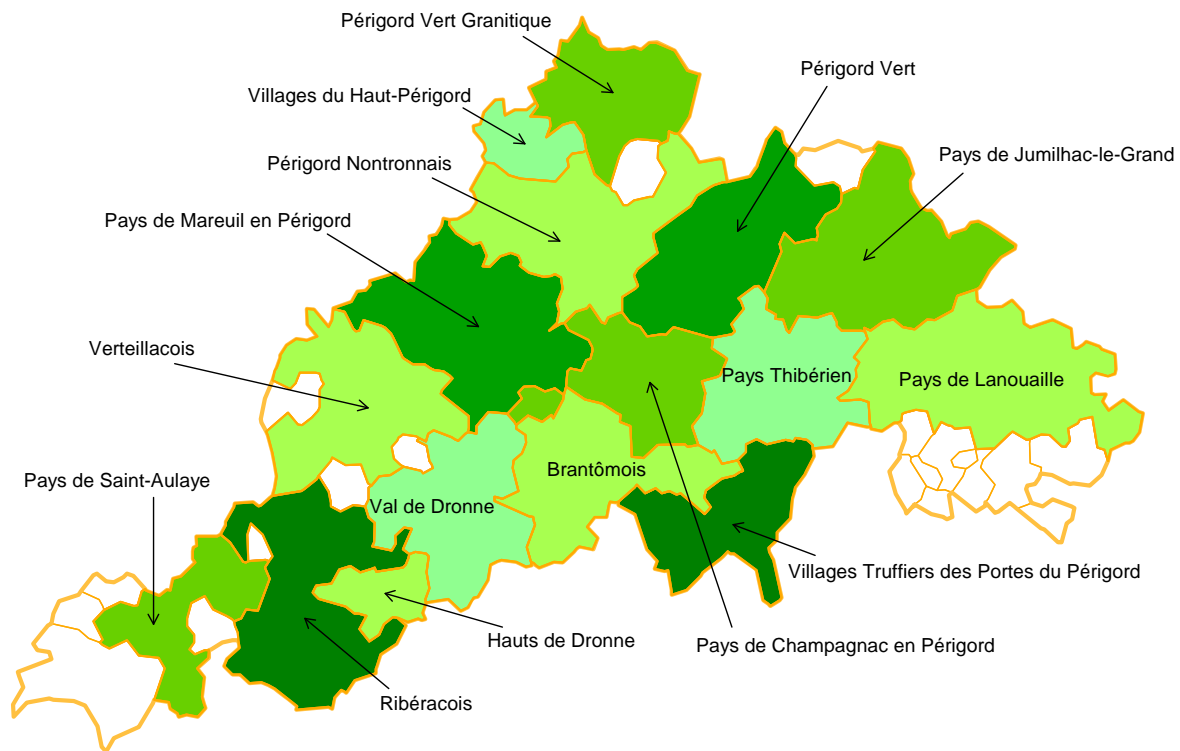 Périgord Vert Granitique
Périgord Vert
Villages du Haut-Périgord
Pays de Jumilhac-le-Grand
Périgord Nontronnais
Pays de Mareuil en Périgord
Verteillacois
Pays Thibérien
Pays de Lanouaille
Brantômois
Pays de Saint-Aulaye
Val de Dronne
Villages Truffiers des Portes du Périgord
Hauts de Dronne
Pays de Champagnac en Périgord
Ribéracois